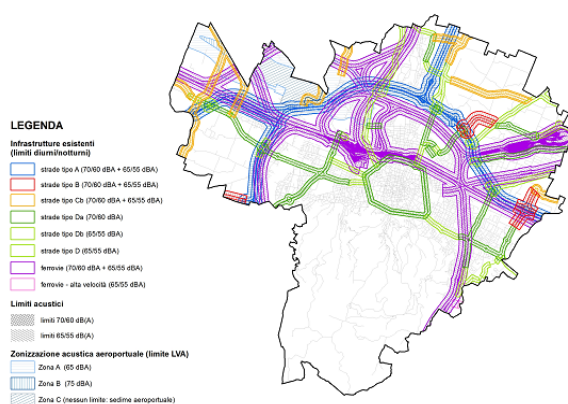 LEGENDA
Infrastrutture esistenti
(limiti diurni/notturni)
strade tipo A (70/60 dBA + 65/55 dBA)
strade tipo B (70/60 dBA + 65/55 dBA)
strade tipo Cb (70/60 dBA + 65/55 dBA)
strade tipo Da (70/60 dBA)
strade tipo Db (65/55 dBA)
strade tipo D (65/55 dBA)
ferrovie (70/60 dBA + 65/55 dBA)
ferrovie - alta velocità (65/55 dBA)
Limiti acustici
limiti 70/60 dB(A)
limiti 65/55 dB(A)
Zonizzazione acustica aeroportuale (limite LVA)
Zona A (65 dBA)
Zona B (75 dBA)
Zona C (nessun limite: sedime aeroportuale)